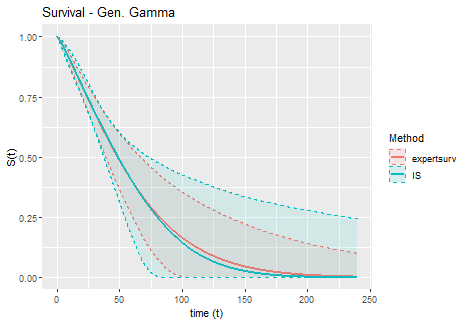 Survival - Gen. Gamma
1.00
0.75
0.50
0.25
0.00
S(t)
0
50
100
150
200
250
time (t)
Method
expertsurv
IS